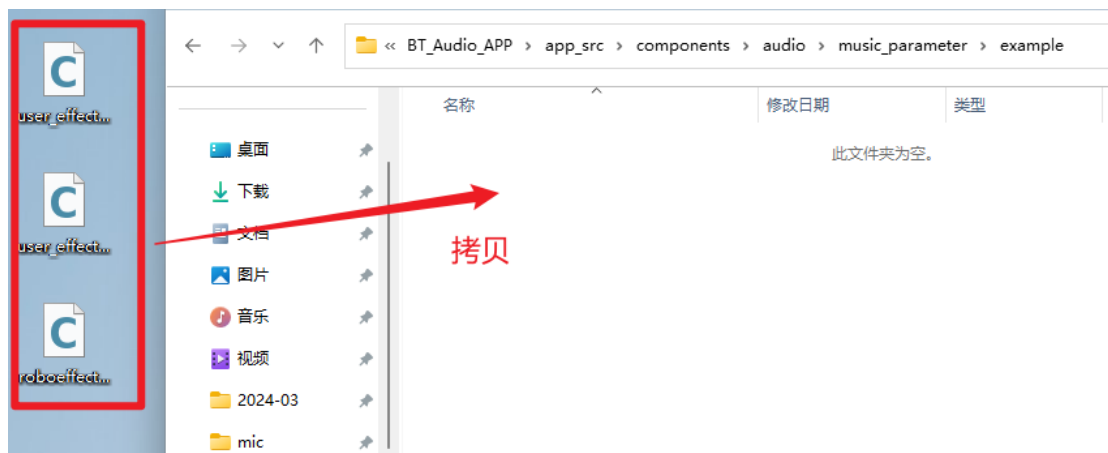 user_effect...
user_effect...
roboeffect...
« BT_Audio_APP > app_src > components > audio > music_parameter > example
名称 修改日期 类型
此文件夹为空。
桌面
下载
文档
图片
音乐
视频
2024-03
mic
拷贝